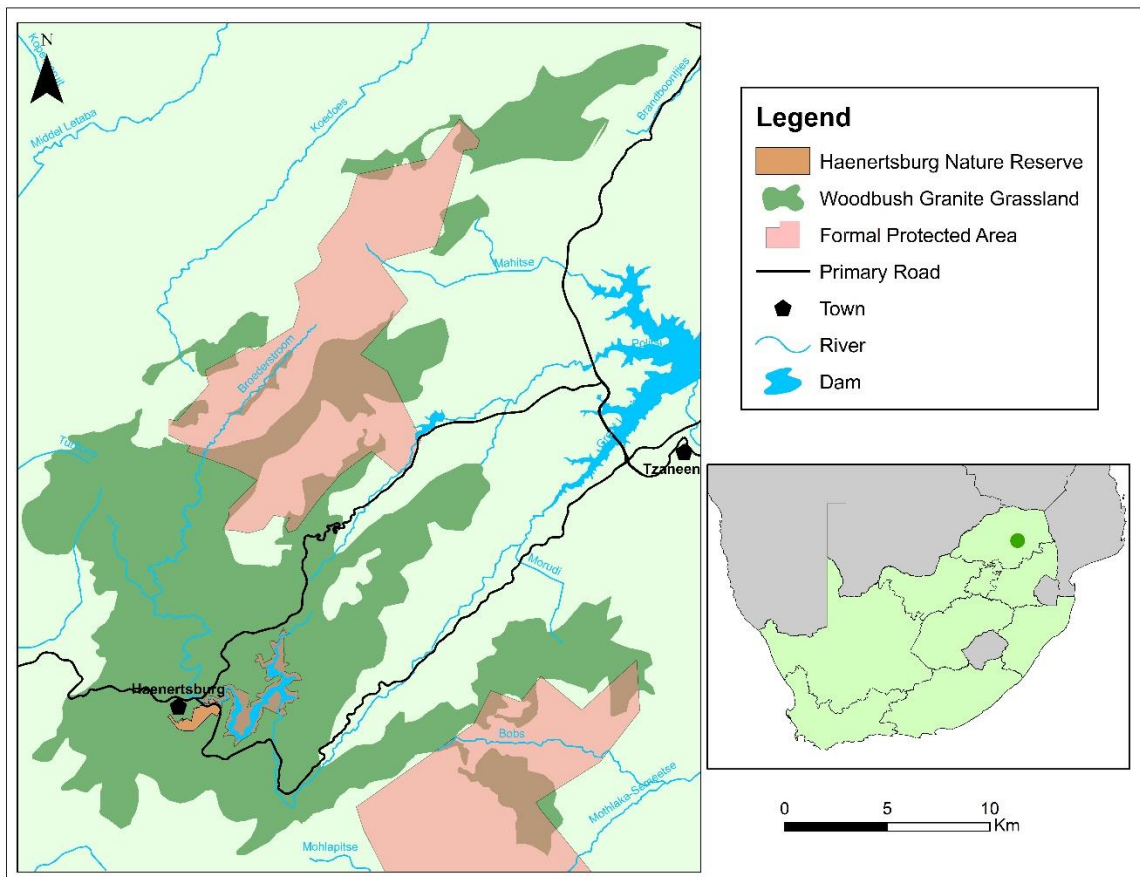 N
Kope
Middel Letaba
Koedoes
Brandboontjies
Mahitse
Broederstroom
Tzaneen
Morudi
Haenertsburg
Bobs
Mothlaka-Semeetse
Mohlapitse
Legend
Haenertsburg Nature Reserve
Woodbush Granite Grassland
Formal Protected Area
Primary Road
Town
River
Dam
0 5 10
Km